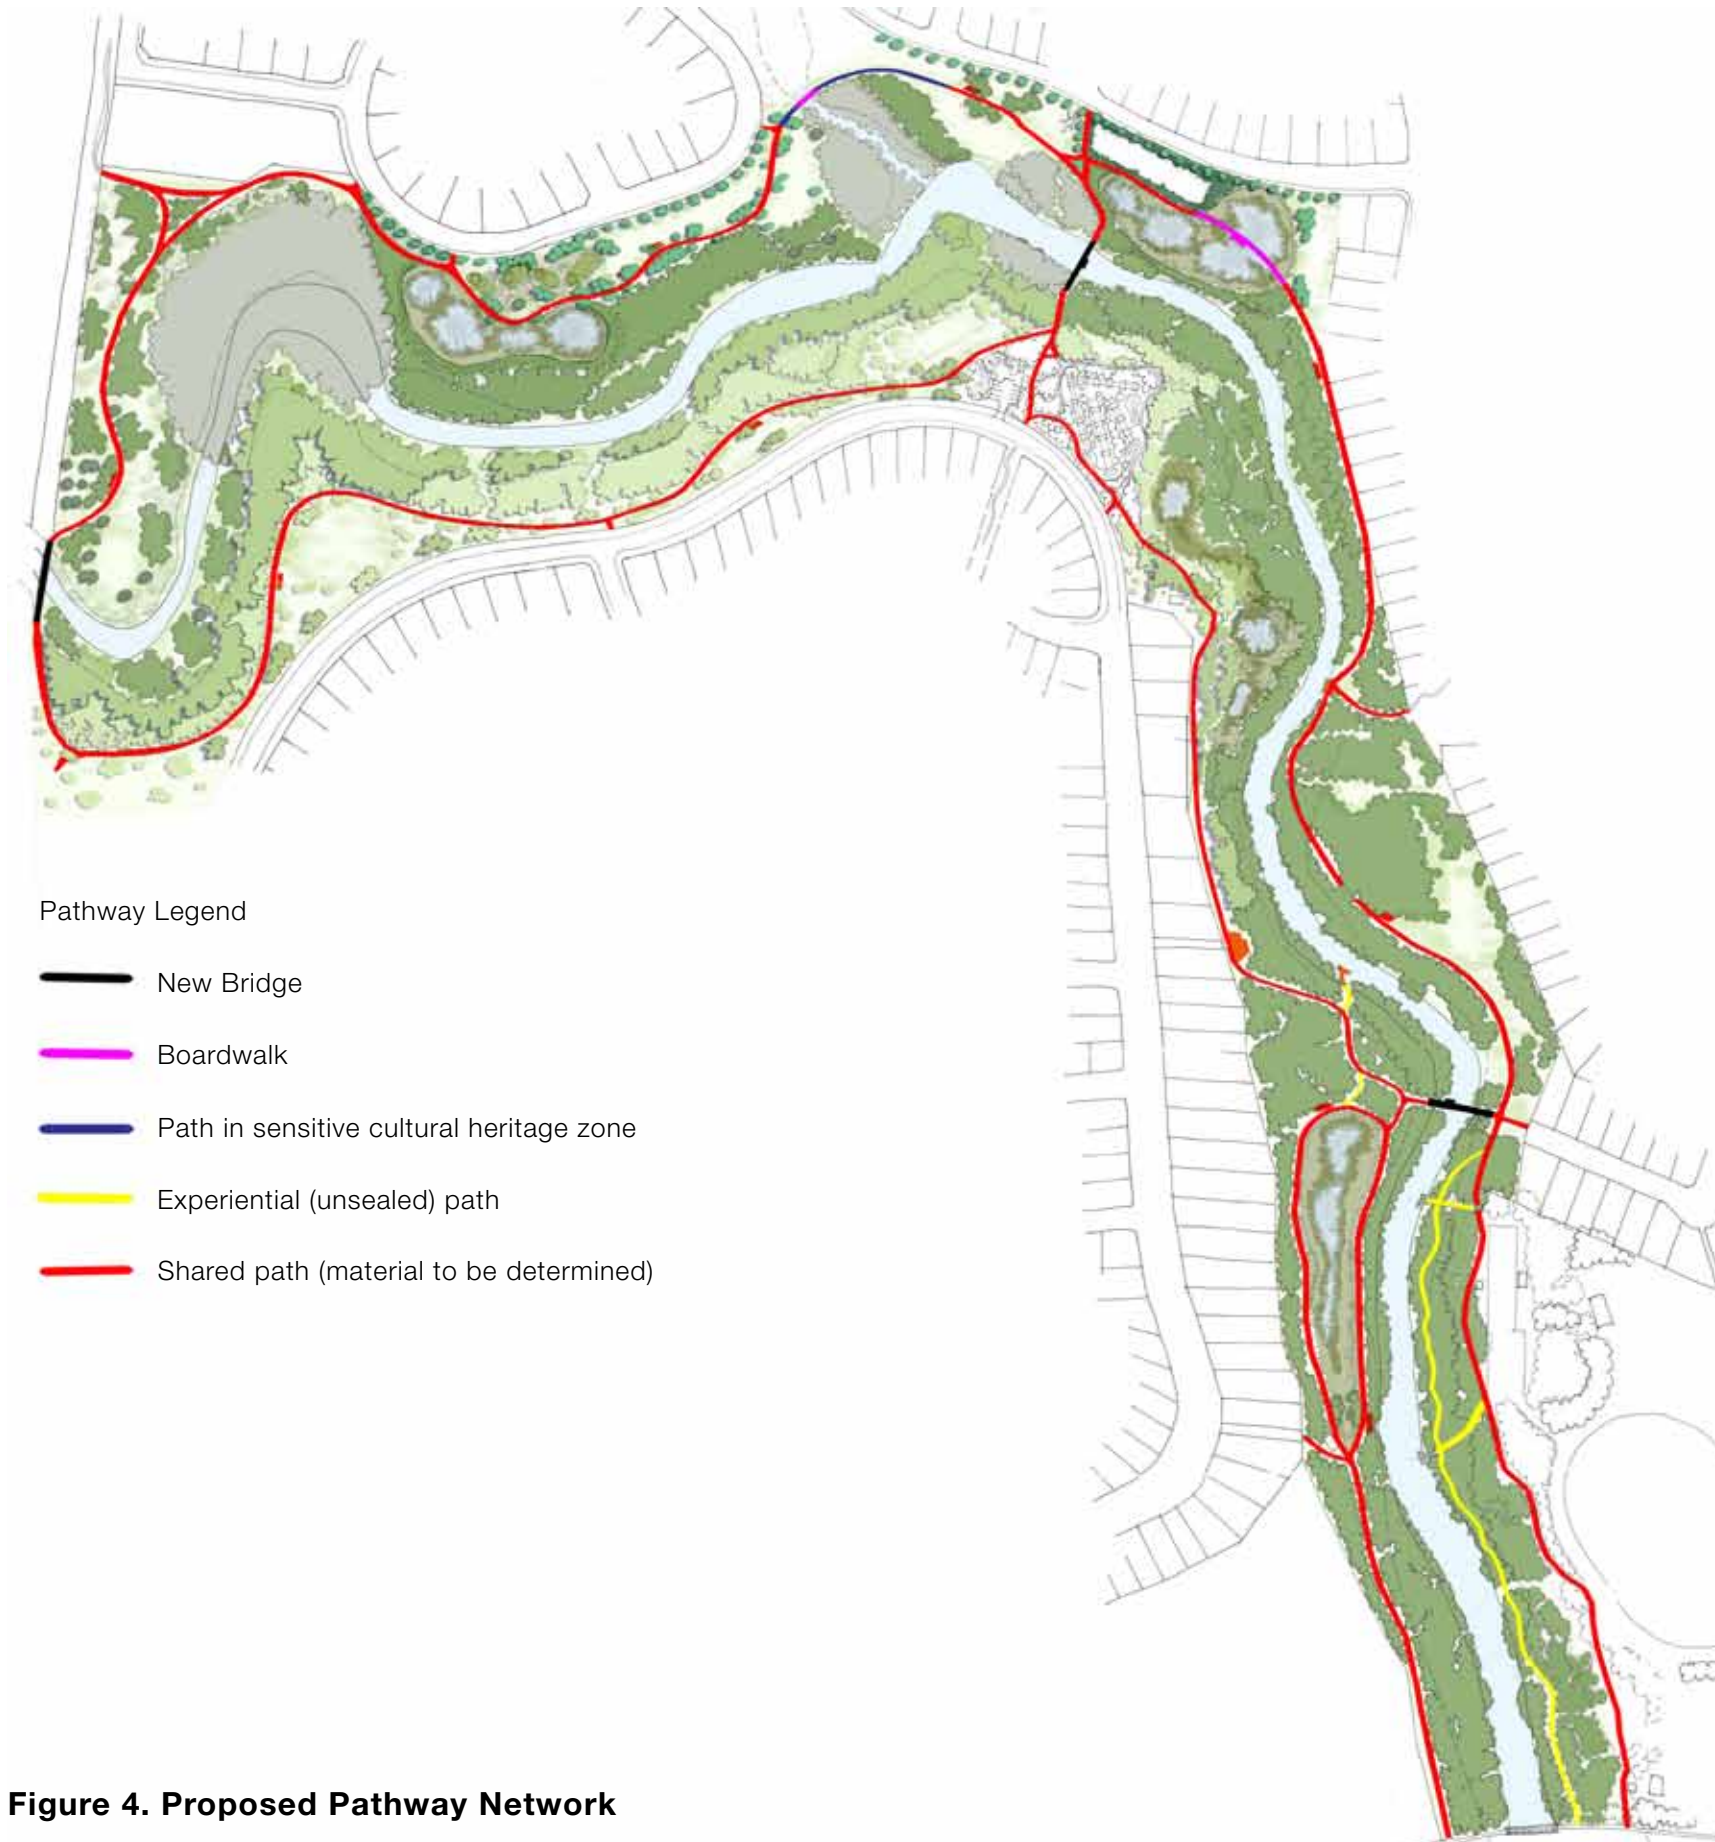 Pathway Legend
New Bridge
Boardwalk
Path in sensitive cultural heritage zone
Experiential (unsealed) path
Shared path (material to be determined)
Figure 4. Proposed Pathway Network